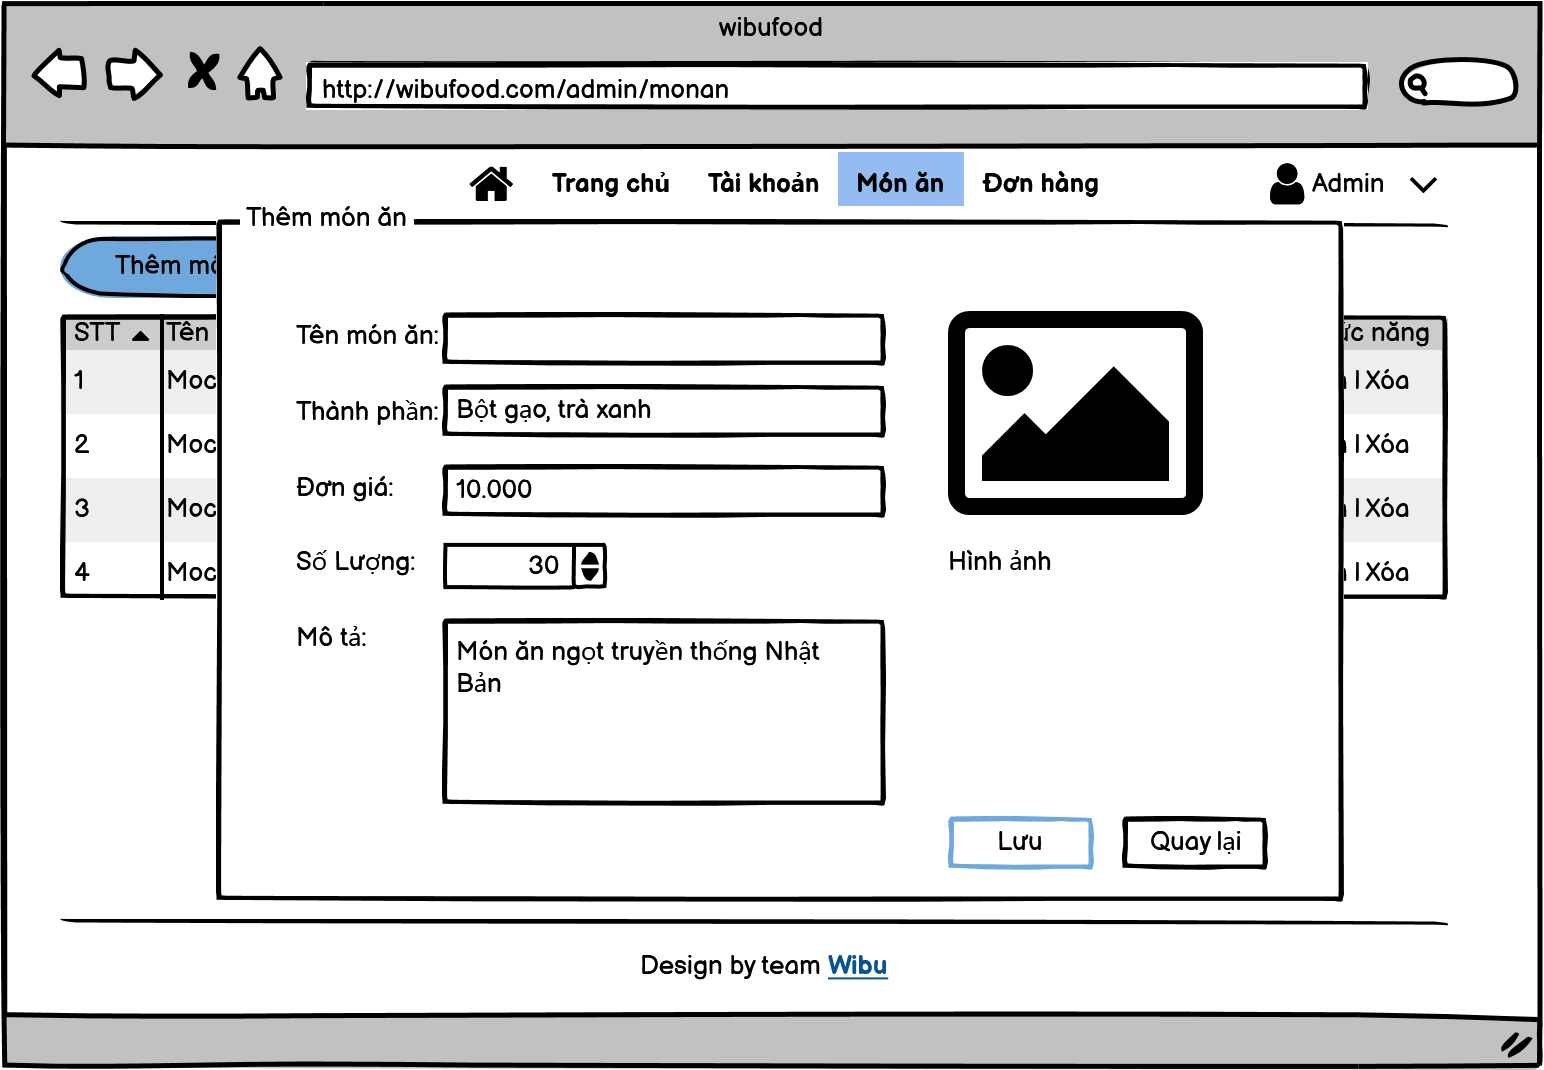 wibufood
http://wibufood.com/admin/monan
Trang chủ Tài khoản Món ăn Đơn hàng Admin
Thêm món ăn
Thêm
STT Tên năng
1 Xóa
2 Xóa
3 Xóa
4 Xóa
Tên món ăn:
Thành phần: Bột gạo, trà xanh
Đơn giá: 10.000
Số Lượng: 30
Hình ảnh
Mô tả: Món ăn ngọt truyền thống Nhật
Bản
Lưu Quay lại
Design by team Wibu